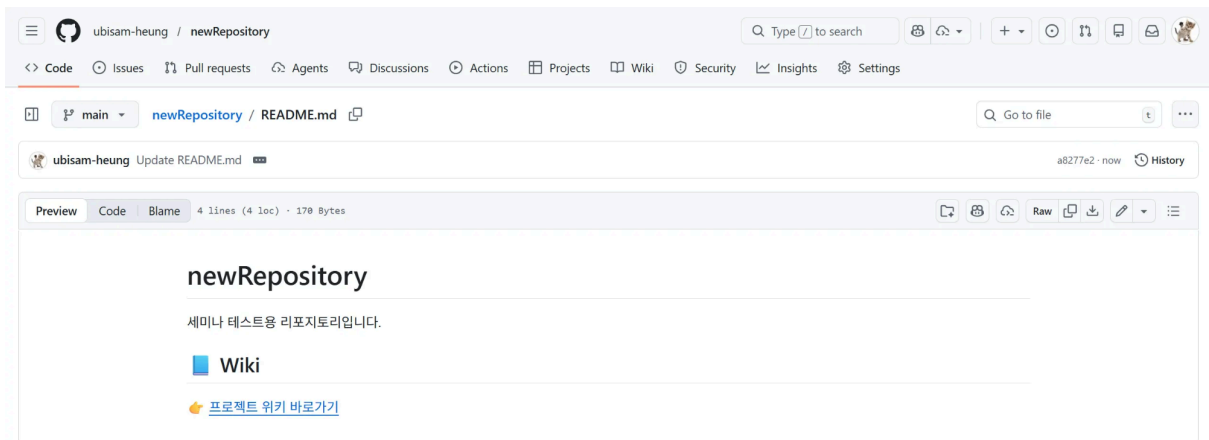 ubisam-heung / newRepository
Type / to search
Code Issues Pull requests Agents Discussions Actions Projects Wiki Security Insights Settings
main newRepository / README.md
Go to file t
ubisam-heung Update README.md
a8277e2 · now History
Preview Code Blame 4 lines (4 loc) · 170 Bytes
Raw
newRepository
세미나 테스트용 리포지토리입니다.
📘 Wiki
👉 프로젝트 위키 바로가기